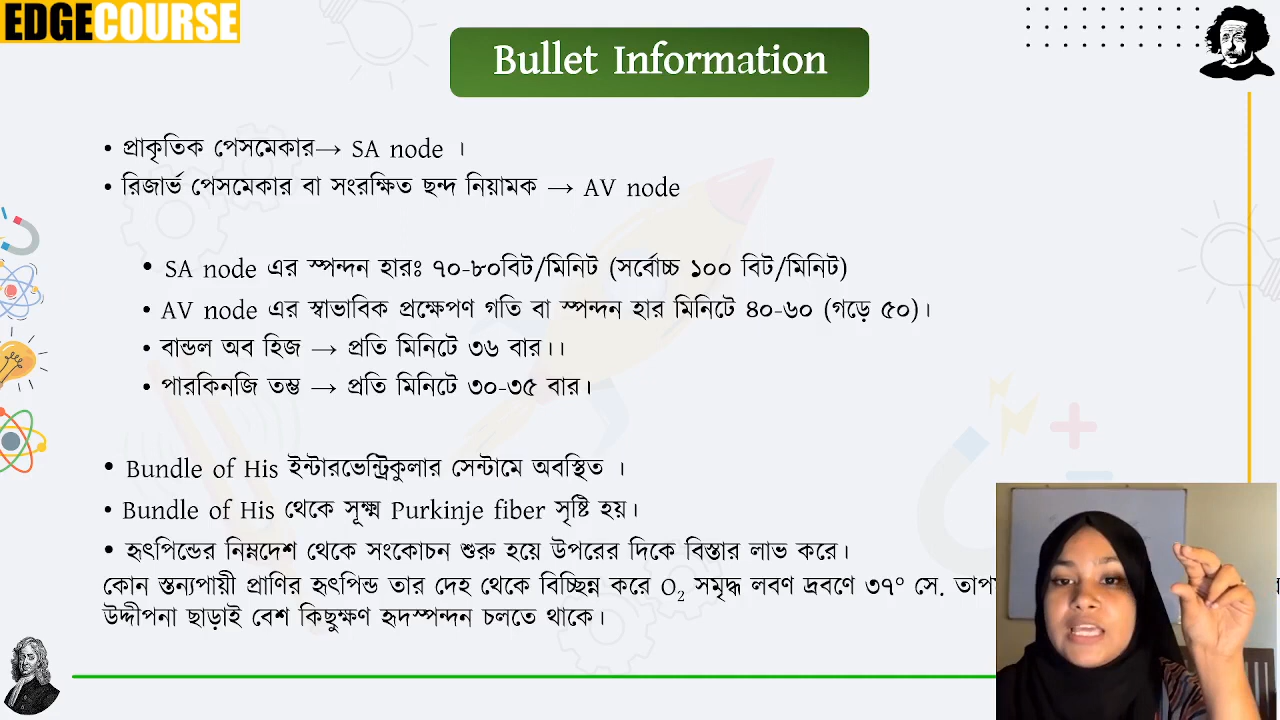 EDGECOURSE
Bullet Information
• প্রাকৃতিক পেসমেকার→ SA node ।
• রিজার্ভ পেসমেকার বা সংরক্ষিত ছন্দ নিয়ামক → AV node
• SA node এর স্পন্দন হারঃ ৭০-৮০বিট/মিনিট (সর্বোচ্চ ১০০ বিট/মিনিট)
• AV node এর স্বাভাবিক প্রক্ষেপণ গতি বা স্পন্দন হার মিনিটে ৪০-৬০ (গড়ে ৫০)।
• বান্ডল অব হিজ → প্রতি মিনিটে ৩৬ বার।।
• পারকিনজি তন্তু → প্রতি মিনিটে ৩০-৩৫ বার।
• Bundle of His ইন্টারভেন্ট্রিকুলার সেন্টামে অবস্থিত ।
• Bundle of His থেকে সূক্ষ্ম Purkinje fiber সৃষ্টি হয়।
• হৃৎপিন্ডের নিম্নদেশ থেকে সংকোচন শুরু হয়ে উপরের দিকে বিস্তার লাভ করে।
কোন স্তন্যপায়ী প্রাণির হৃৎপিন্ড তার দেহ থেকে বিচ্ছিন্ন করে O₂ সমৃদ্ধ লবণ দ্রবণে ৩৭° সে.
উদ্দীপনা ছাড়াই বেশ কিছুক্ষণ হৃদস্পন্দন চলতে থাকে।